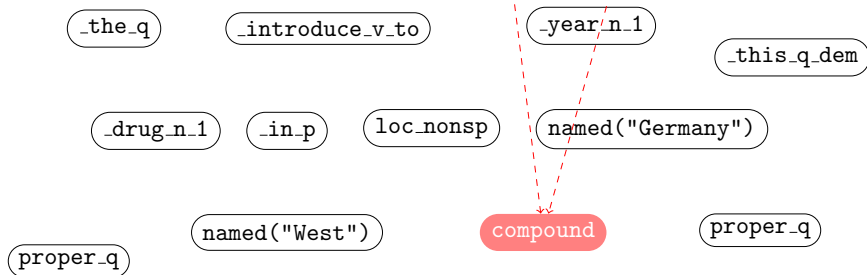 _the_q _introduce_v_to _year_n_1
_this_q_dem
_drug_n_1 _in_p loc_nonsp named("Germany")
named("West") compound proper_q
proper_q